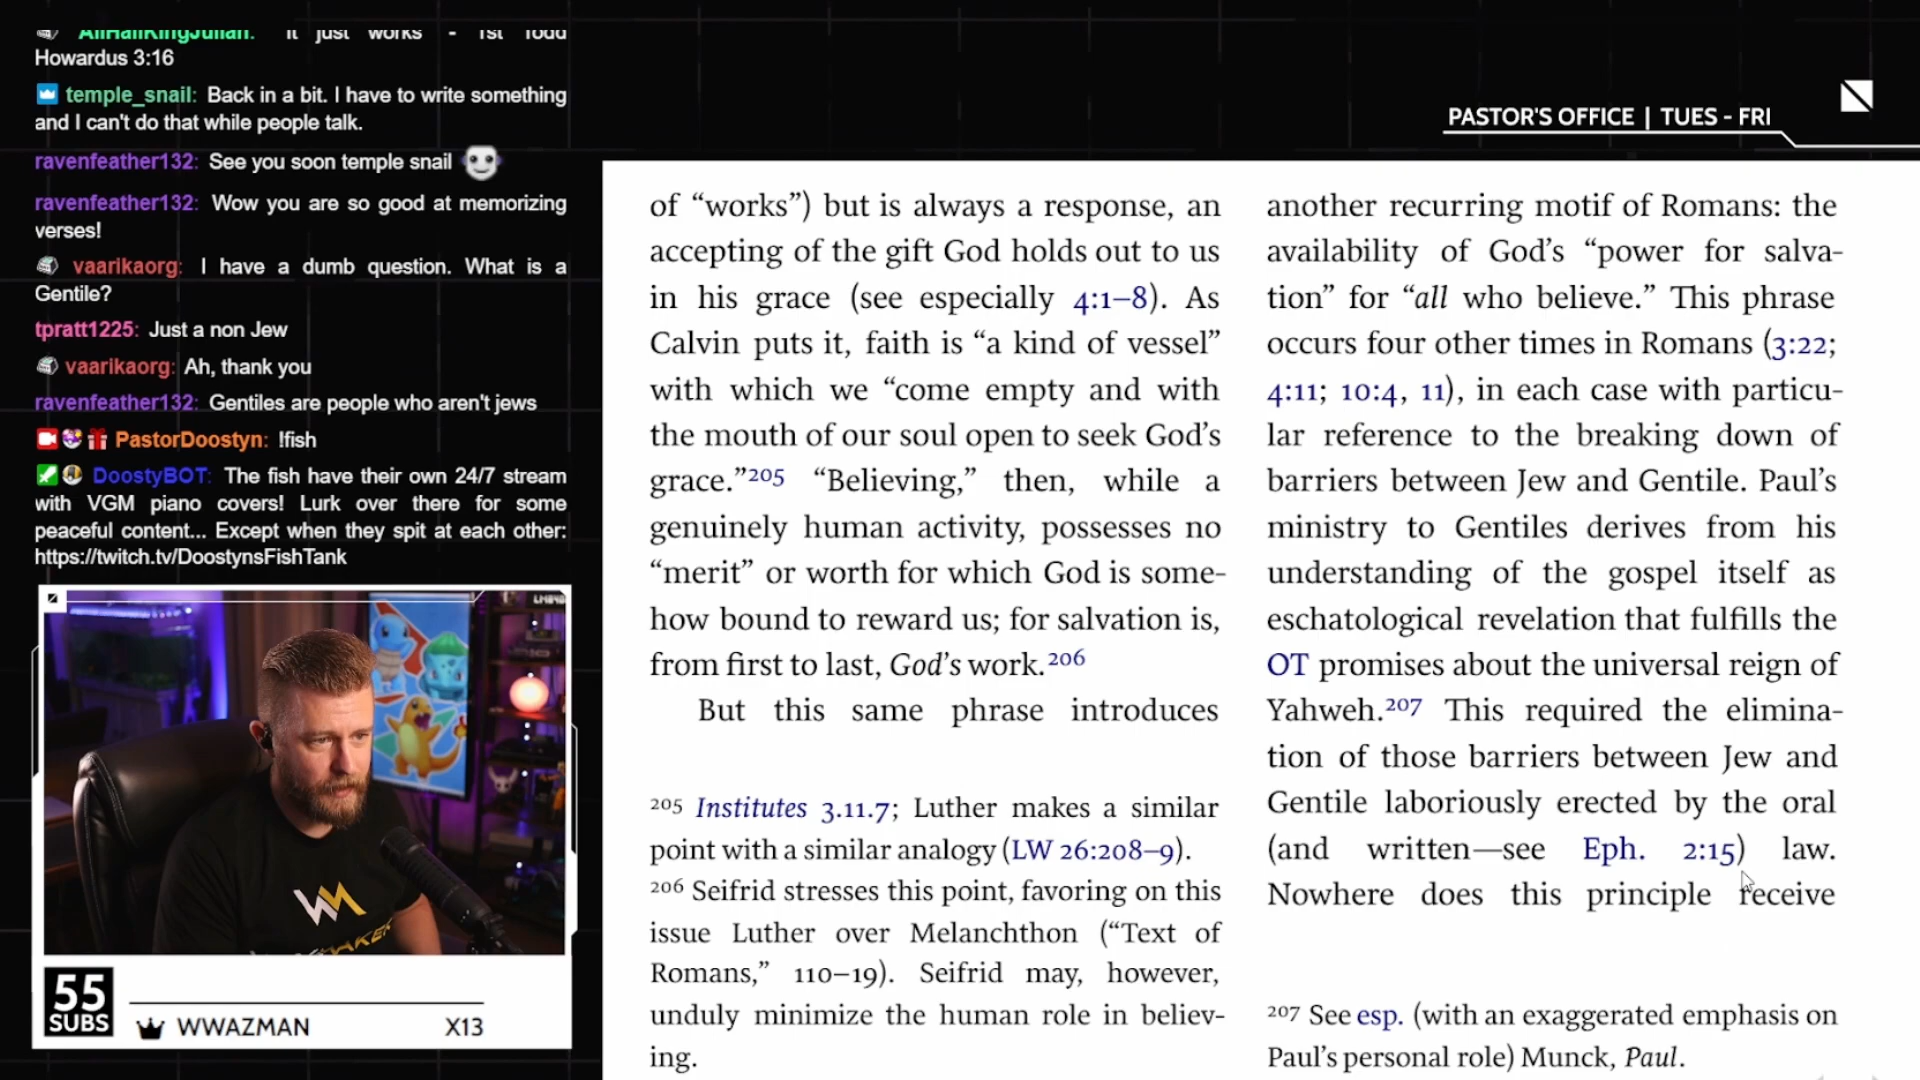 AllHailKingJulian: It just works - 1st Todd
Howardus 3:16
temple_snail: Back in a bit. I have to write something
and I can't do that while people talk.
ravenfeather132: See you soon temple snail
ravenfeather132: Wow you are so good at memorizing
verses!
vaarikaorg: I have a dumb question. What is a
Gentile?
tpratt1225: Just a non Jew
vaarikaorg: Ah, thank you
ravenfeather132: Gentiles are people who aren't jews
PastorDoostyn: !fish
DoostyBOT: The fish have their own 24/7 stream
with VGM piano covers! Lurk over there for some
peaceful content... Except when they spit at each other:
https://twitch.tv/DoostynsFishTank
55
SUBS
WWAZMAN X13
PASTOR'S OFFICE | TUES - FRI
of “works”) but is always a response, an
accepting of the gift God holds out to us
in his grace (see especially 4:1–8). As
Calvin puts it, faith is “a kind of vessel”
with which we “come empty and with
the mouth of our soul open to seek God’s
grace.”205 “Believing,” then, while a
genuinely human activity, possesses no
“merit” or worth for which God is some-
how bound to reward us; for salvation is,
from first to last, God’s work.206
But this same phrase introduces
205 Institutes 3.11.7; Luther makes a similar
point with a similar analogy (LW 26:208–9).
206 Seifrid stresses this point, favoring on this
issue Luther over Melanchthon (“Text of
Romans,” 110–19). Seifrid may, however,
unduly minimize the human role in believ-
ing.
another recurring motif of Romans: the
availability of God’s “power for salva-
tion” for “all who believe.” This phrase
occurs four other times in Romans (3:22;
4:11; 10:4, 11), in each case with particu-
lar reference to the breaking down of
barriers between Jew and Gentile. Paul’s
ministry to Gentiles derives from his
understanding of the gospel itself as
eschatological revelation that fulfills the
OT promises about the universal reign of
Yahweh.207 This required the elimina-
tion of those barriers between Jew and
Gentile laboriously erected by the oral
(and written—see Eph. 2:15) law.
Nowhere does this principle receive
207 See esp. (with an exaggerated emphasis on
Paul’s personal role) Munck, Paul.